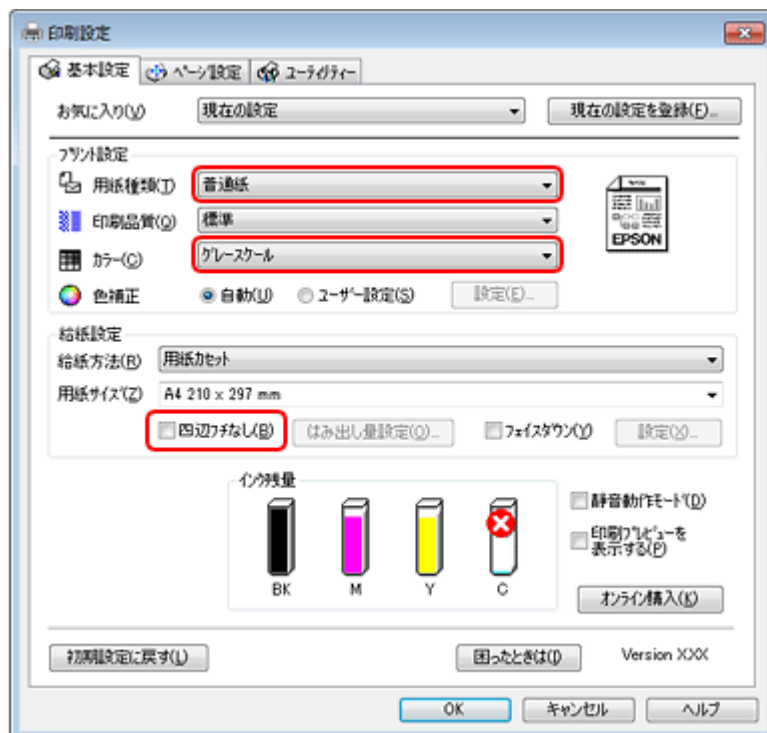 印刷設定
基本設定 ページ設定 ユーティリティー
お気に入り(V) 現在の設定 現在の設定を登録(F)...
プリント設定
用紙種類(T) 普通紙
印刷品質(Q) 標準
カラー(C) グレースケール
EPSON
色補正 自動(U) ユーザー設定(S) 設定(E)...
給紙設定
給紙方法(R) 用紙カセット
用紙サイズ(Z) A4 210 x 297 mm
四辺フチなし(B) はみ出し量設定(O)... フェイスダウン(Y) 設定(X)...
インク残量
静音動作モード(D)
印刷プレビューを
表示する(P)
BK M Y C
オンライン購入(K)
初期設定に戻す(L) 困ったときは(I) Version XXX
OK キャンセル ヘルプ